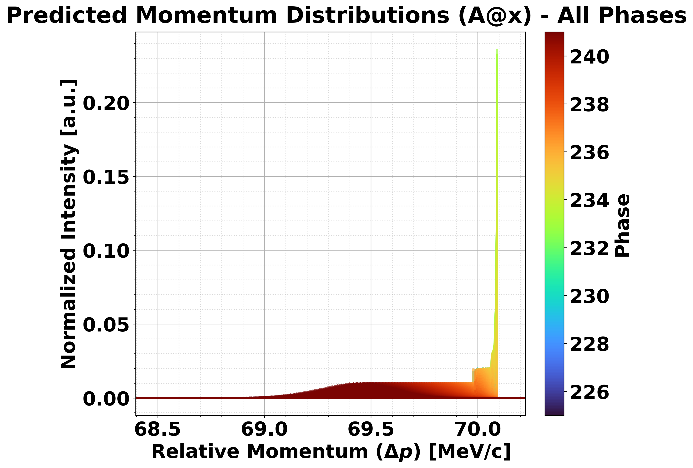 Predicted Momentum Distributions (A@x) - All Phases
Normalized Intensity [a.u.]
0.20
0.15
0.10
0.05
0.00
68.5 69.0 69.5 70.0
Relative Momentum (Δp) [MeV/c]
240
238
236
234
232
230
228
226
Phase